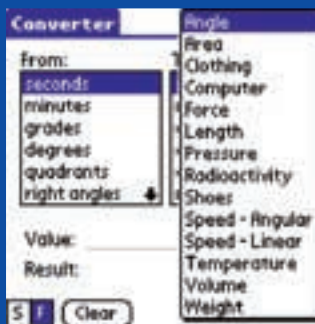 Converter
From:
seconds
minutes
grades
degrees
quadrants
right angles
Value:
Result:
S F Clear
Angle
Area
Clothing
Computer
Force
Length
Pressure
Radioactivity
Shoes
Speed - Angular
Speed - Linear
Temperature
Volume
Weight